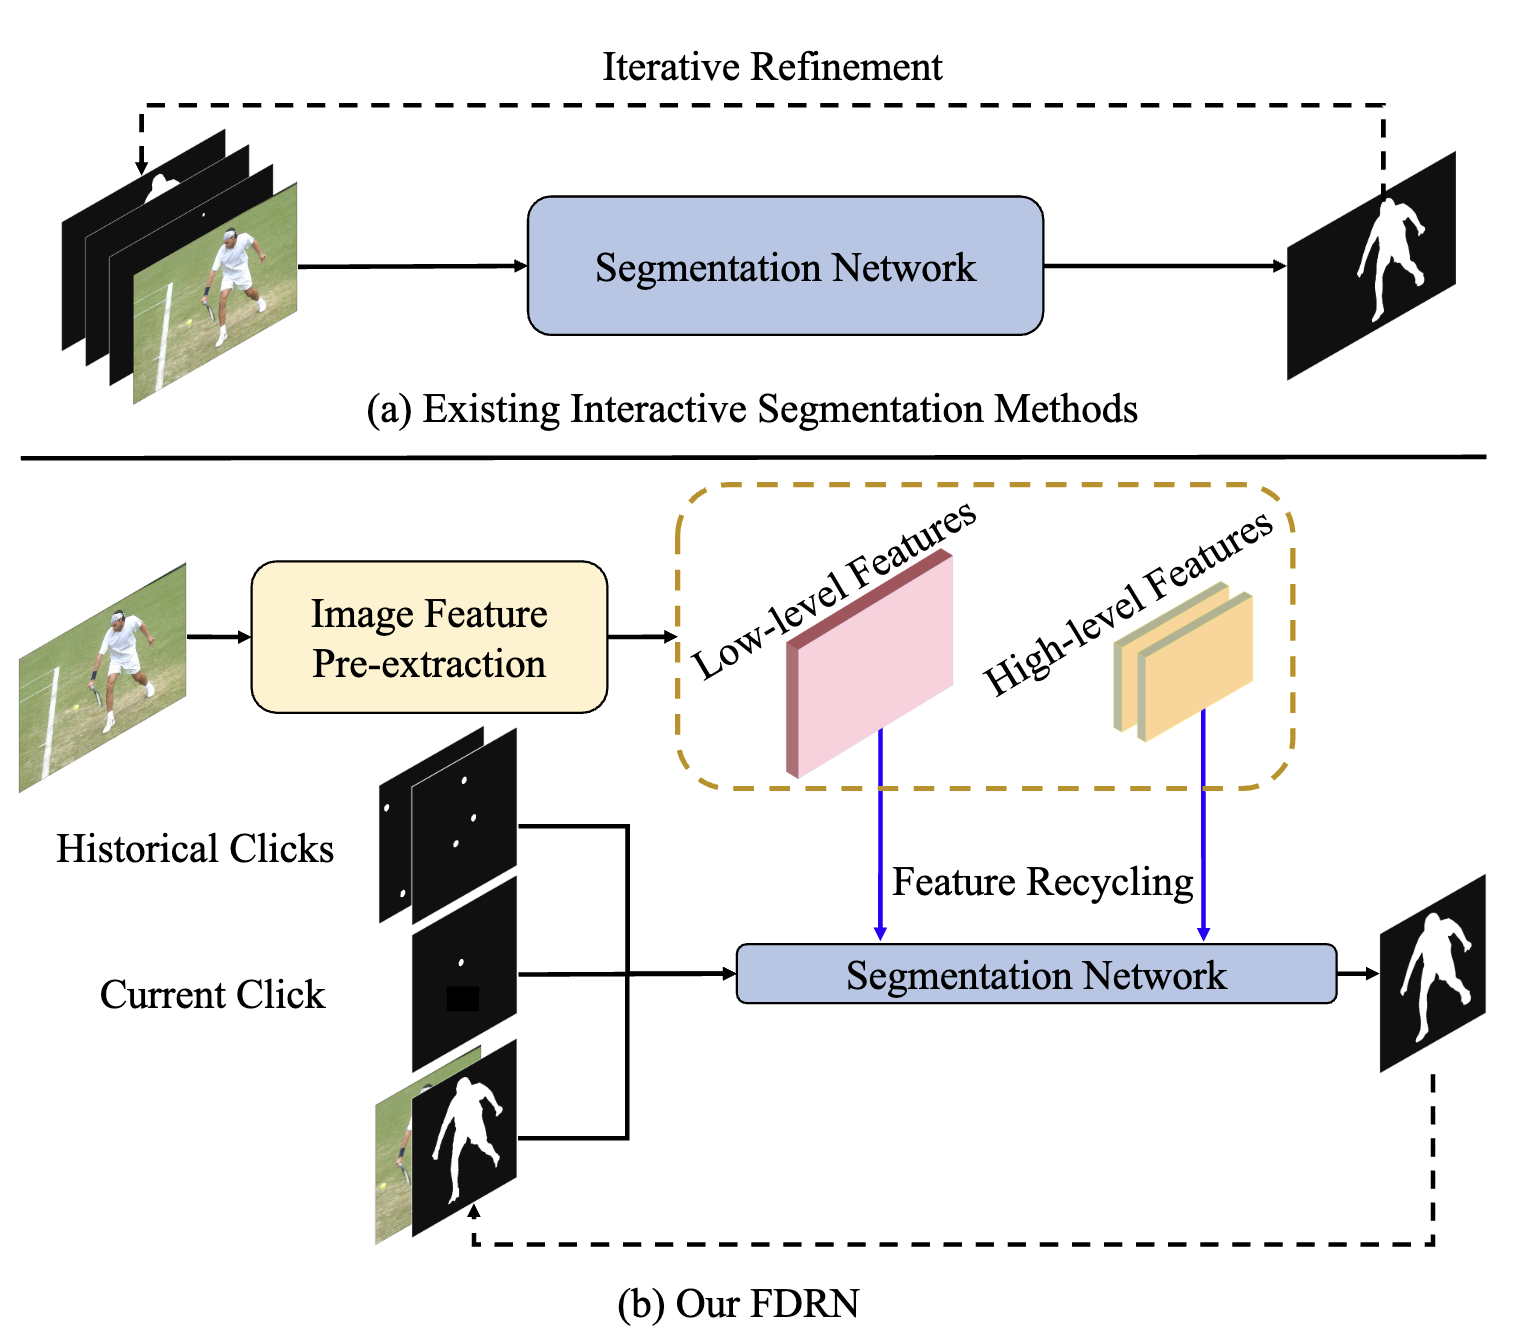 Iterative Refinement
Segmentation Network
(a) Existing Interactive Segmentation Methods
Image Feature
Pre-extraction
Low-level Features
High-level Features
Historical Clicks
Feature Recycling
Current Click
Segmentation Network
(b) Our FDRN